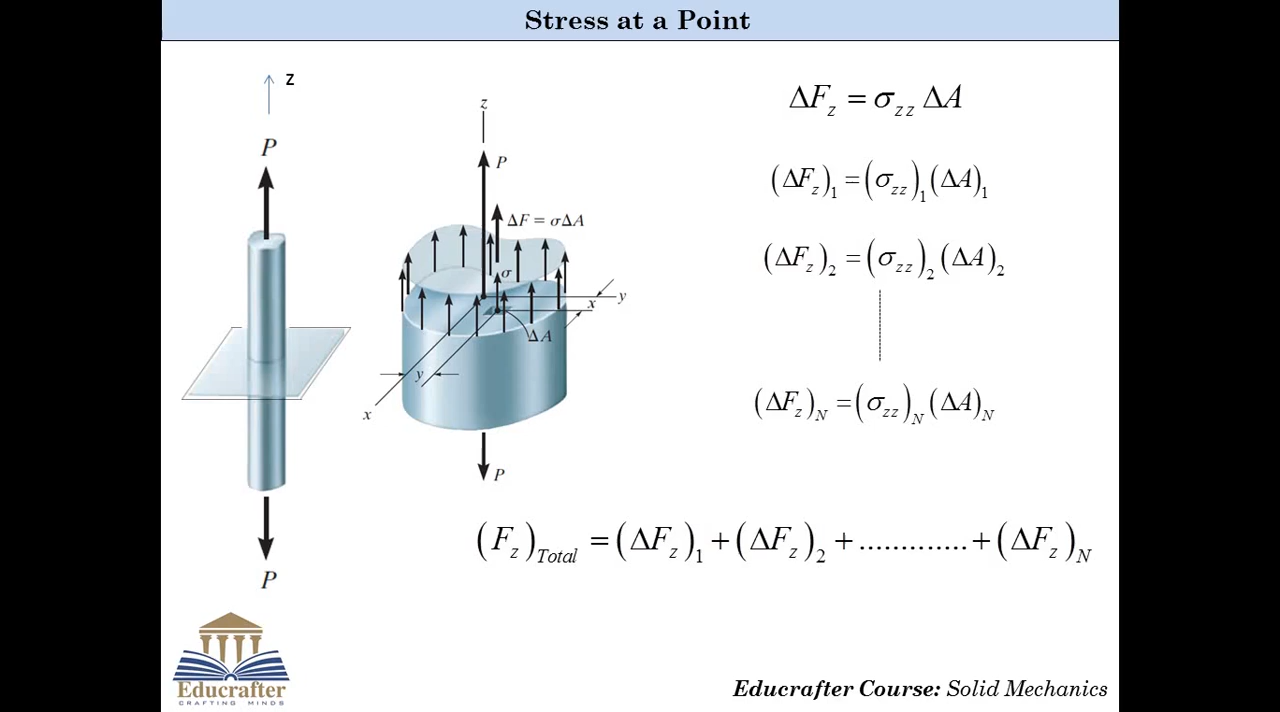 Stress at a Point
z
P
P
z
P
ΔF = σΔA
σ
y
x
ΔA
y
x
P
ΔF_z = σ_zz ΔA
(ΔF_z)_1 = (σ_zz)_1 (ΔA)_1
(ΔF_z)_2 = (σ_zz)_2 (ΔA)_2
(ΔF_z)_N = (σ_zz)_N (ΔA)_N
(F_z)_Total = (ΔF_z)_1 + (ΔF_z)_2 + ............. + (ΔF_z)_N
Educrafter
CRAFTING MINDS
Educrafter Course: Solid Mechanics